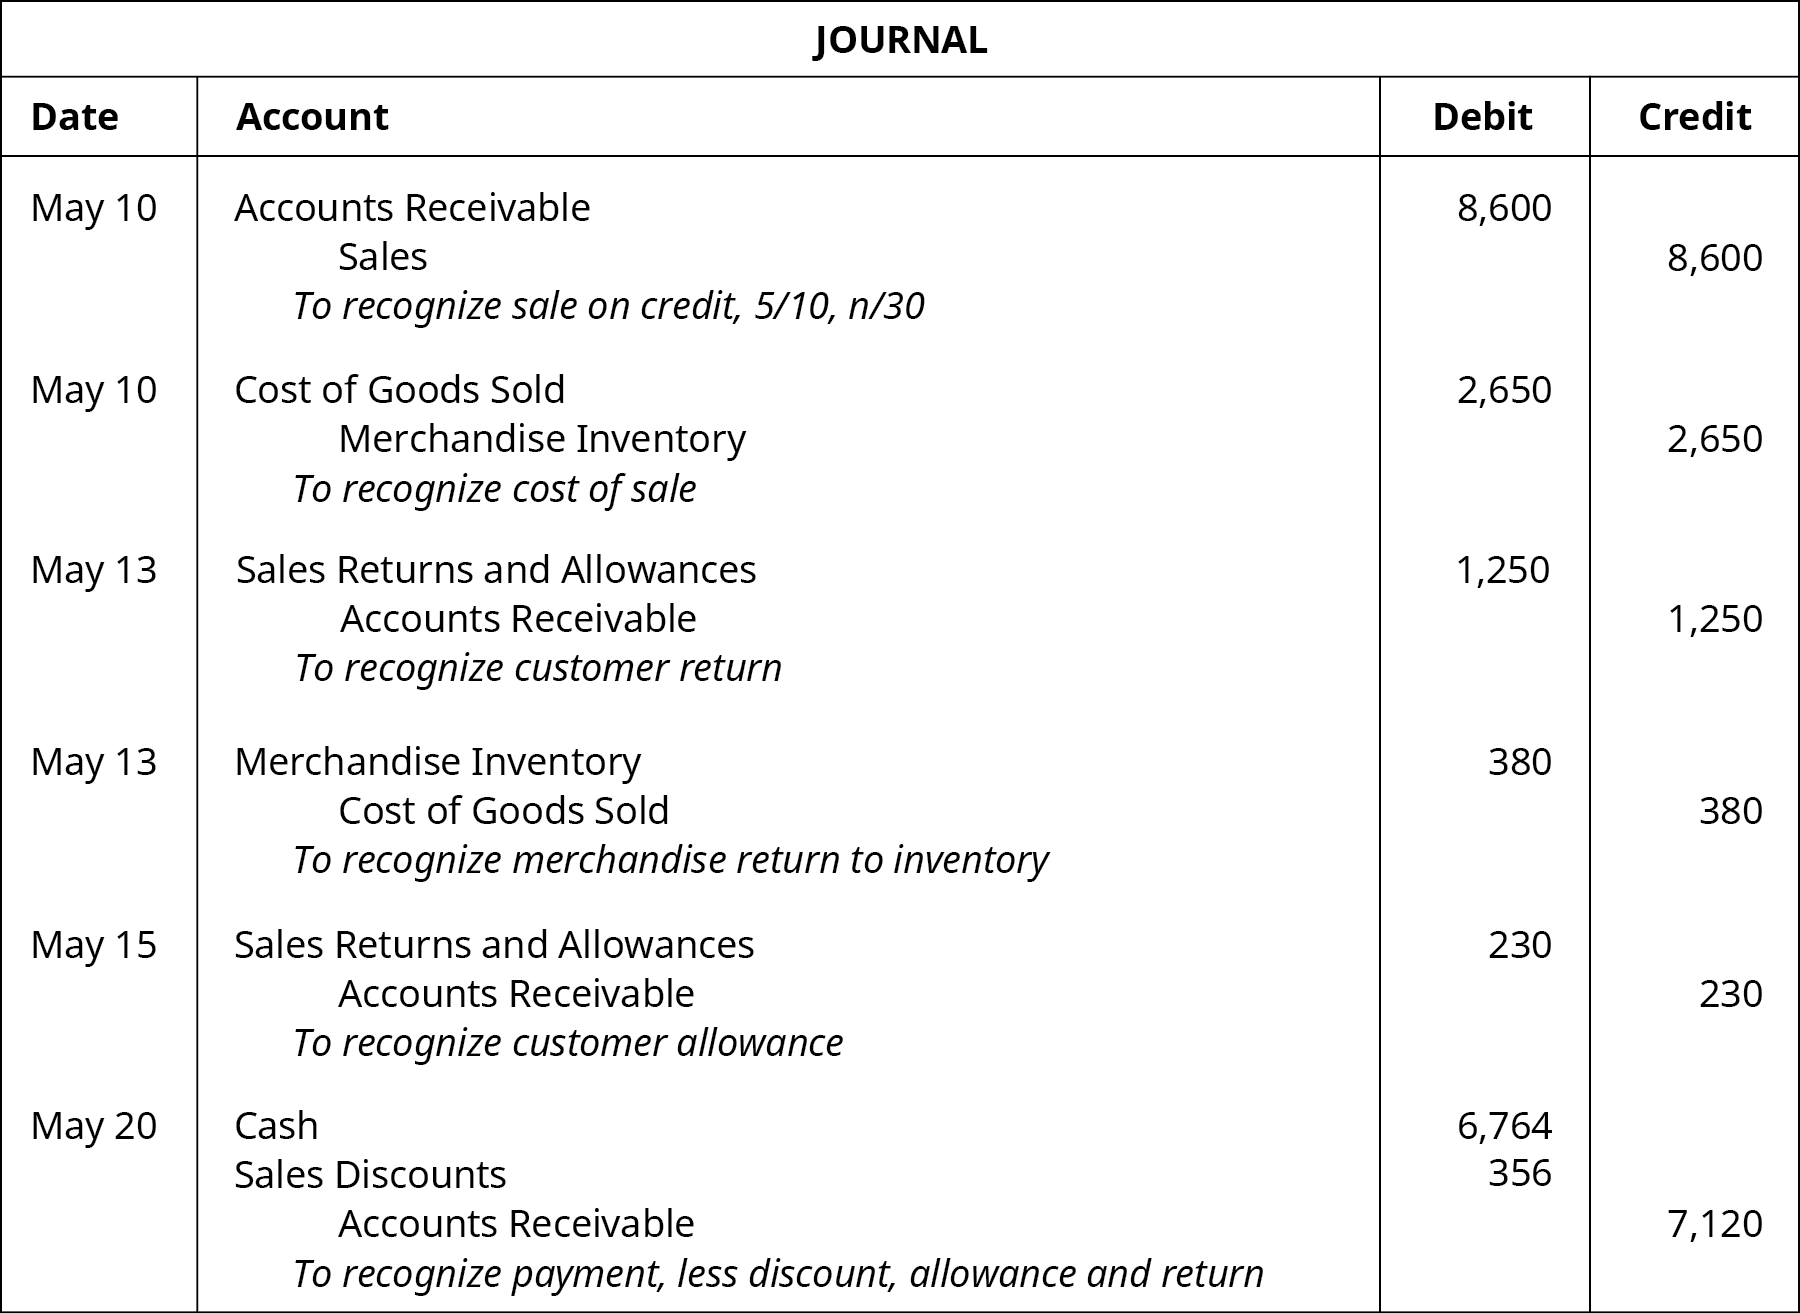 JOURNAL
Date Account Debit Credit
May 10 Accounts Receivable 8,600
Sales 8,600
To recognize sale on credit, 5/10, n/30
May 10 Cost of Goods Sold 2,650
Merchandise Inventory 2,650
To recognize cost of sale
May 13 Sales Returns and Allowances 1,250
Accounts Receivable 1,250
To recognize customer return
May 13 Merchandise Inventory 380
Cost of Goods Sold 380
To recognize merchandise return to inventory
May 15 Sales Returns and Allowances 230
Accounts Receivable 230
To recognize customer allowance
May 20 Cash 6,764
Sales Discounts 356
Accounts Receivable 7,120
To recognize payment, less discount, allowance and return